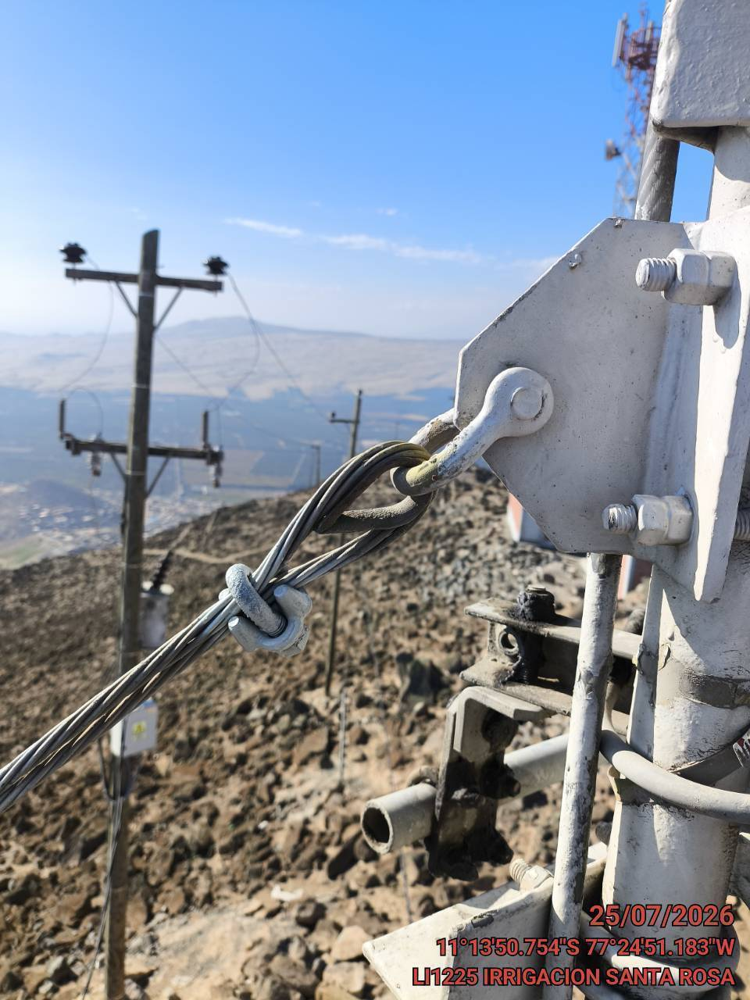 25/07/2026
11°13'50.754"S 77°24'51.183"W
LI1225 IRRIGACION SANTA ROSA